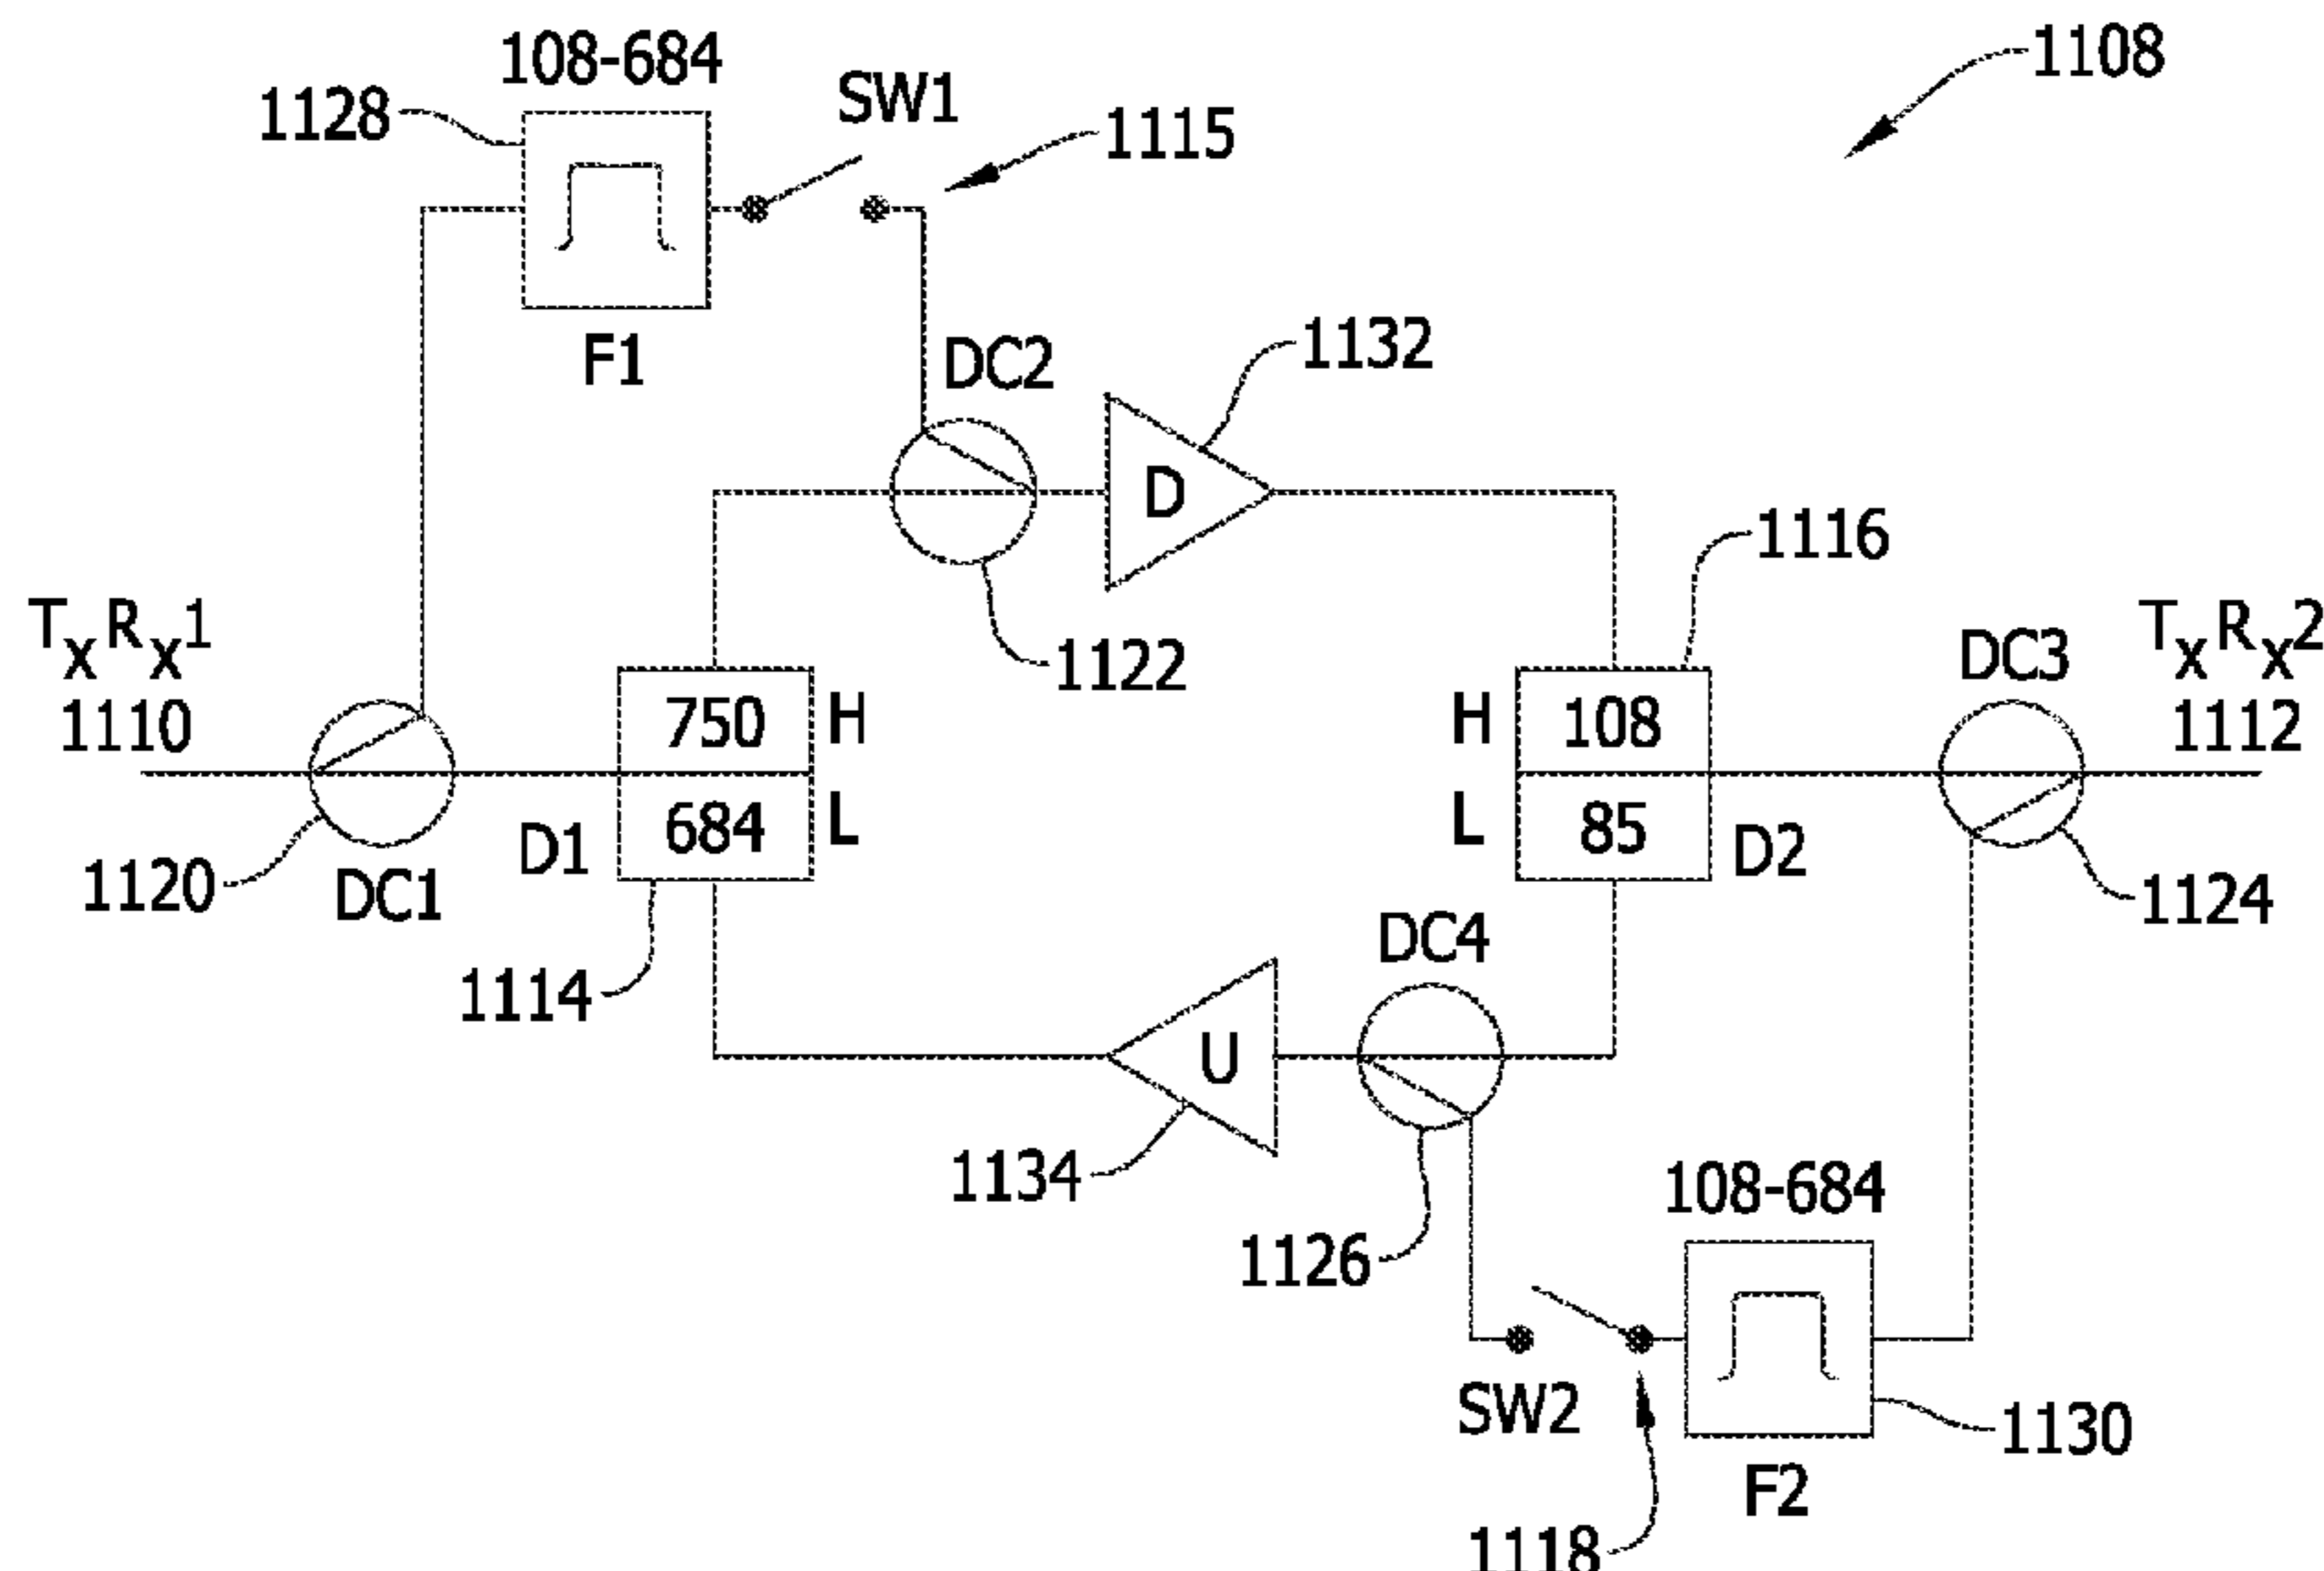 108-684
1128
SW1
1115
1108
F1
DC2
1132
D
1116
1122
TxRx1
1110
750
H
684
L
D1
1120
DC1
1114
H
108
L
85
D2
DC3
TxRx2
1112
1124
DC4
U
1134
1126
108-684
SW2
1130
F2
1118